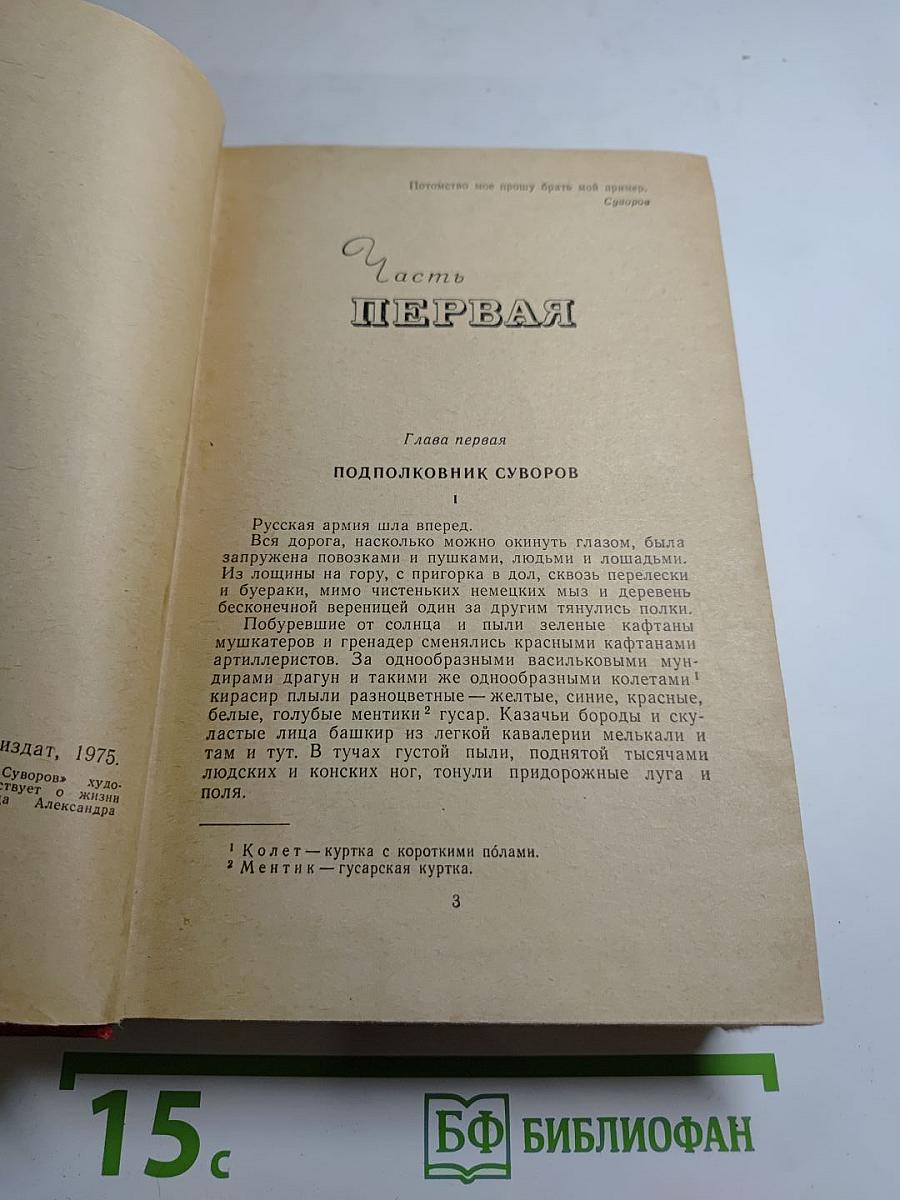 Потомство мое прошу брать мой пример.
Суворов
Часть
ПЕРВАЯ
Глава первая
ПОДПОЛКОВНИК СУВОРОВ
I
Русская армия шла вперед.
Вся дорога, насколько можно окинуть глазом, была
запружена повозками и пушками, людьми и лошадьми.
Из лощины на гору, с пригорка в дол, сквозь перелески
и буераки, мимо чистеньких немецких мыз и деревень
бесконечной вереницей один за другим тянулись полки.
Побуревшие от солнца и пыли зеленые кафтаны
мушкатеров и гренадер сменялись красными кафтанами
артиллеристов. За однообразными васильковыми мун-
дирами драгун и такими же однообразными колетами¹
кирасир плыли разноцветные — желтые, синие, красные,
белые, голубые ментики² гусар. Казачьи бороды и ску-
ластые лица башкир из легкой кавалерии мелькали и
там и тут. В тучах густой пыли, поднятой тысячами
людских и конских ног, тонули придорожные луга и
поля.
¹ Колет — куртка с короткими по́лами.
² Ментик — гусарская куртка.
3
издат, 1975.
Суворов» худо-
ствует о жизни
да Александра
15 с
БФ БИБЛИОФАН